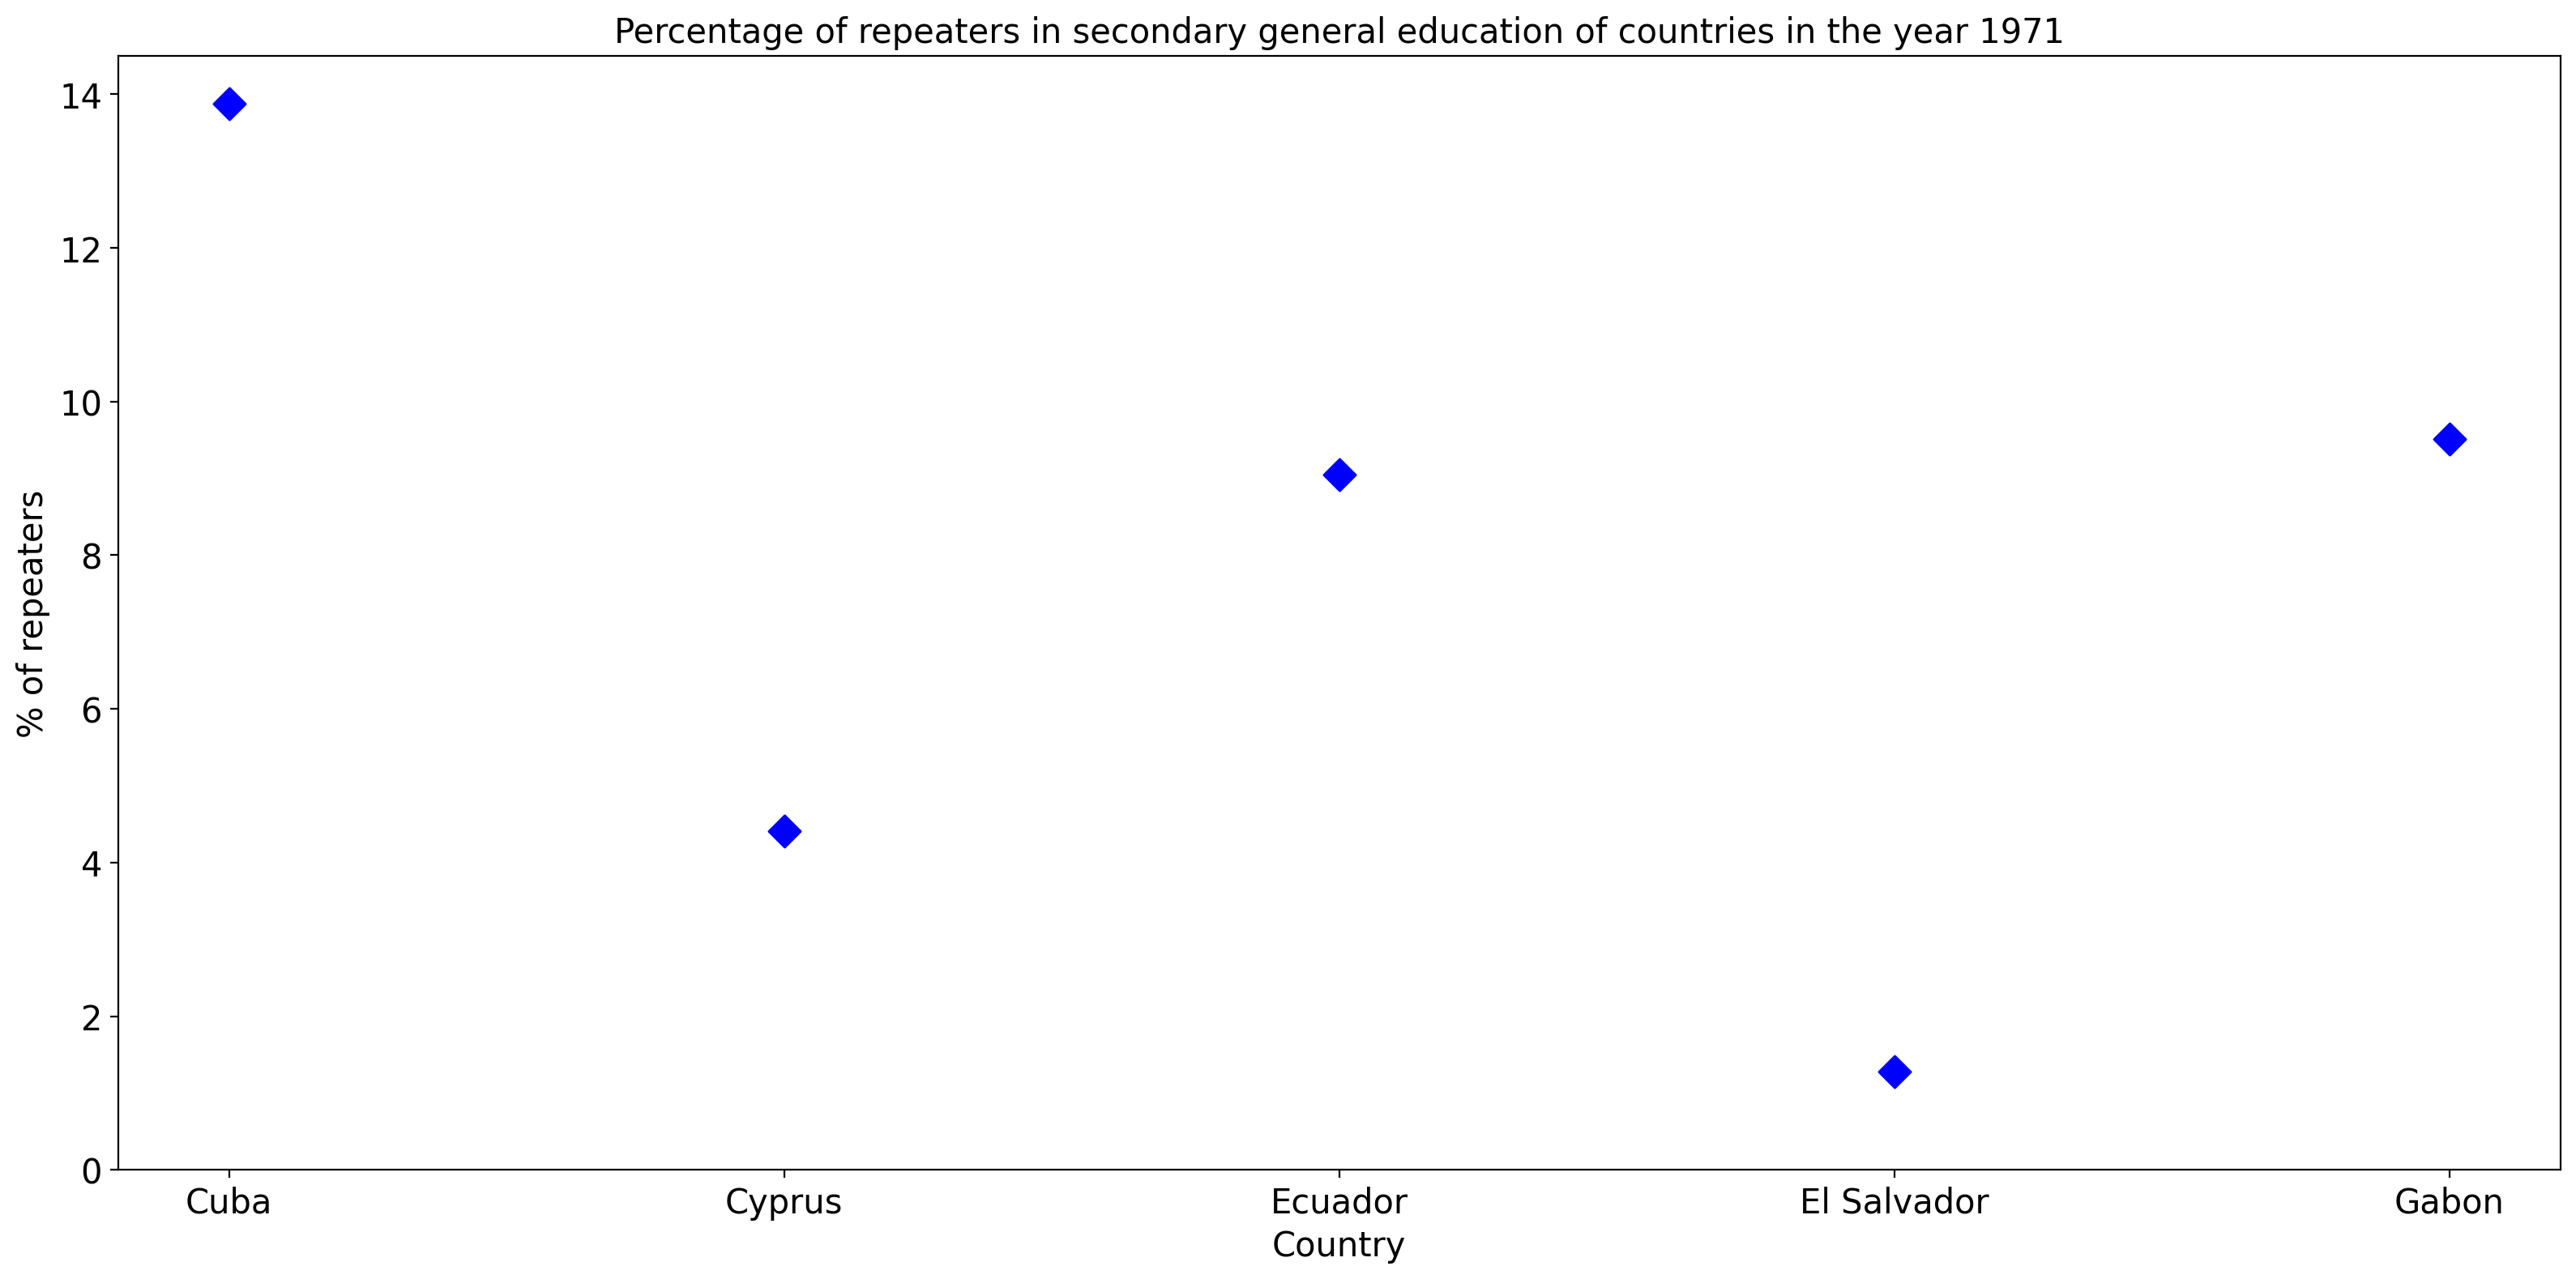 Percentage of repeaters in secondary general education of countries in the year 1971
% of repeaters
14
12
10
8
6
4
2
0
Cuba Cyprus Ecuador El Salvador Gabon
Country